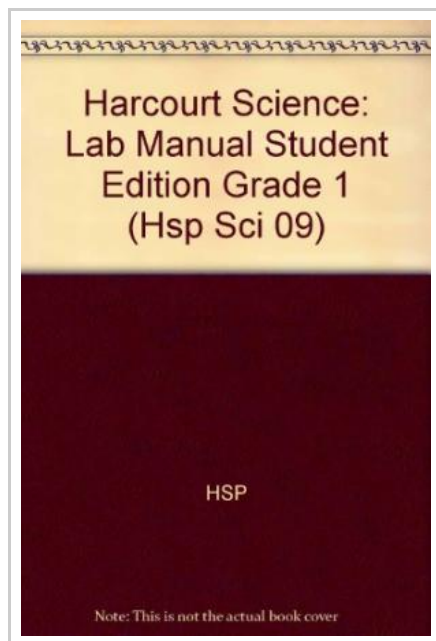 Harcourt Science:
Lab Manual Student
Edition Grade 1
(Hsp Sci 09)
HSP
Note: This is not the actual book cover